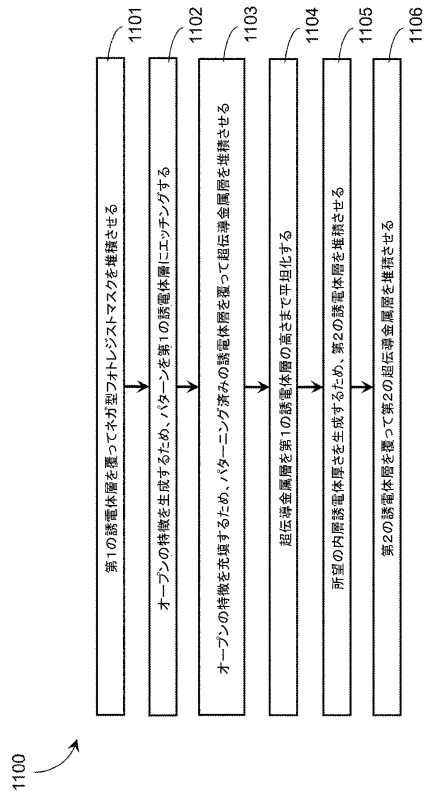 1100
第1の誘電体層を覆ってネガ型フォトレジストマスクを堆積させる
1101
オープンの特徴を生成するため、パターンを第1の誘電体層にエッチングする
1102
オープンの特徴を充填するため、パターニング済みの誘電体層を覆って超伝導金属層を堆積させる
1103
超伝導金属層を第1の誘電体層の高さまで平坦化する
1104
所望の内層誘電体厚さを生成するため、第2の誘電体層を堆積させる
1105
第2の誘電体層を覆って第2の超伝導金属層を堆積させる
1106